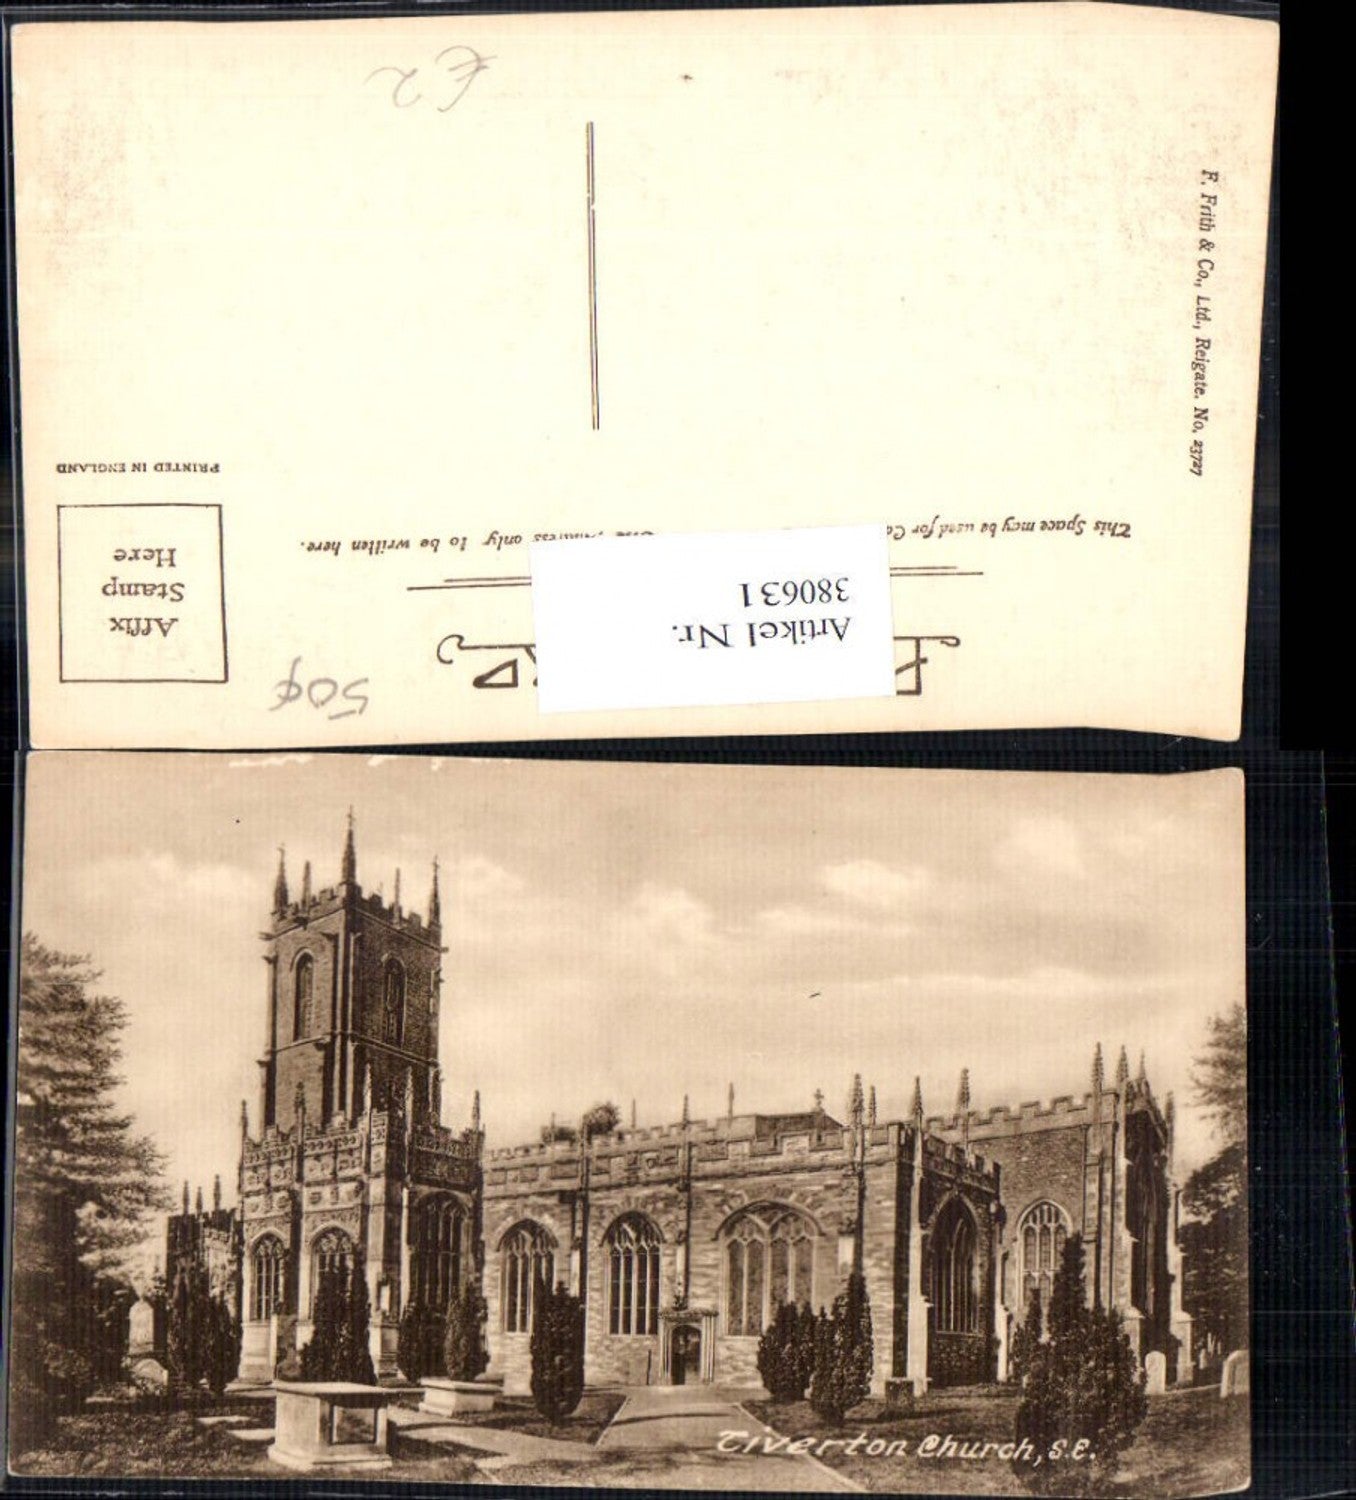 €2
F. Frith & Co., Ltd., Reigate. No. 23727
PRINTED IN ENGLAND
This Space may be used for Co
Address only to be written here.
Affix
Stamp
Here
Artikel Nr.
380631
50¢
Tiverton Church, S.E.